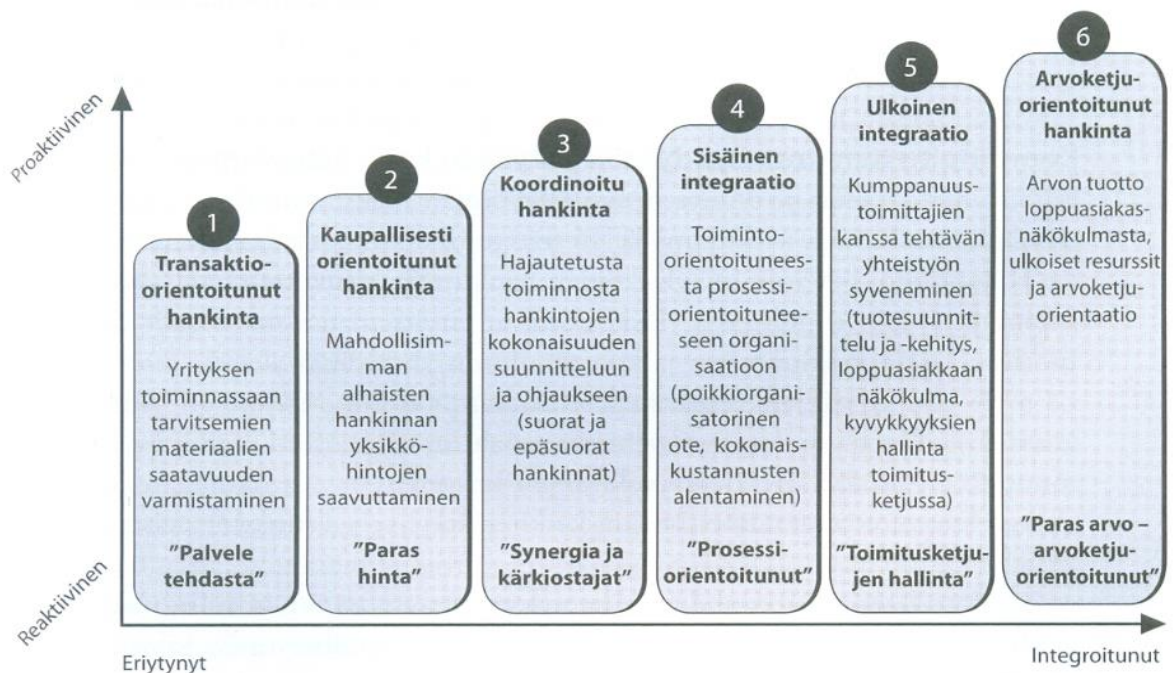 Proaktiivinen
Reaktiivinen
1
Transaktio-
orientoitunut
hankinta
Yrityksen
toiminnassaan
tarvitsemien
materiaalien
saatavuuden
varmistaminen
"Palvele
tehdasta"
2
Kaupallisesti
orientoitunut
hankinta
Mahdollisim-
man
alhaisten
hankinnan
yksikkö-
hintojen
saavuttaminen
"Paras
hinta"
3
Koordinoitu
hankinta
Hajautetusta
toiminnosta
hankintojen
kokonaisuuden
suunnitteluun
ja ohjaukseen
(suorat ja
epäsuorat
hankinnat)
"Synergia ja
kärkiostajat"
4
Sisäinen
integraatio
Toiminto-
orientoitunees-
ta prosessi-
orientoitunee-
seen organi-
saatioon
(poikkiorgani-
satorinen
ote, kokonais-
kustannusten
alentaminen)
"Prosessi-
orientoitunut"
5
Ulkoinen
integraatio
Kumppanuus-
toimittajien
kanssa tehtävän
yhteistyön
syveneminen
(tuotesuunnit-
telu ja -kehitys,
loppuasiakkaan
näkökulma,
kyvykkyyksien
hallinta
toimitus-
ketjussa)
"Toimitusketju-
jen hallinta"
6
Arvoketju-
orientoitunut
hankinta
Arvon tuotto
loppuasiakas-
näkökulmasta,
ulkoiset resurssit
ja arvoketju-
orientaatio
"Paras arvo –
arvoketju-
orientoitunut"
Eriytynyt
Integroitunut